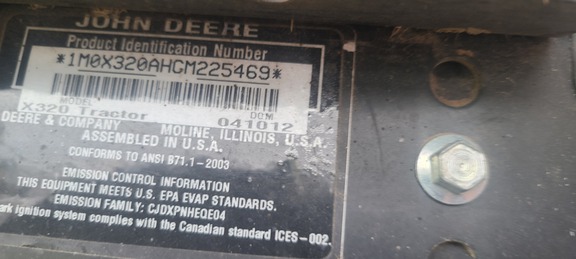 JOHN DEERE
Product Identification Number
*1M0X320AHGM225469*
MODEL DOM
X320 Tractor 041012
DEERE & COMPANY MOLINE, ILLINOIS, U.S.A.
ASSEMBLED IN U.S.A.
CONFORMS TO ANSI B71.1-2003
EMISSION CONTROL INFORMATION
THIS EQUIPMENT MEETS U.S. EPA EVAP STANDARDS.
EMISSION FAMILY: CJDXPNHEQE04
ark ignition system complies with the Canadian standard ICES-002.